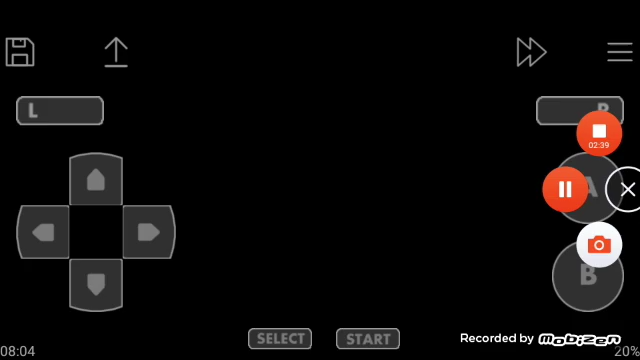 L
R
02:39
A
B
SELECT
START
Recorded by mobizen
08:04
20%